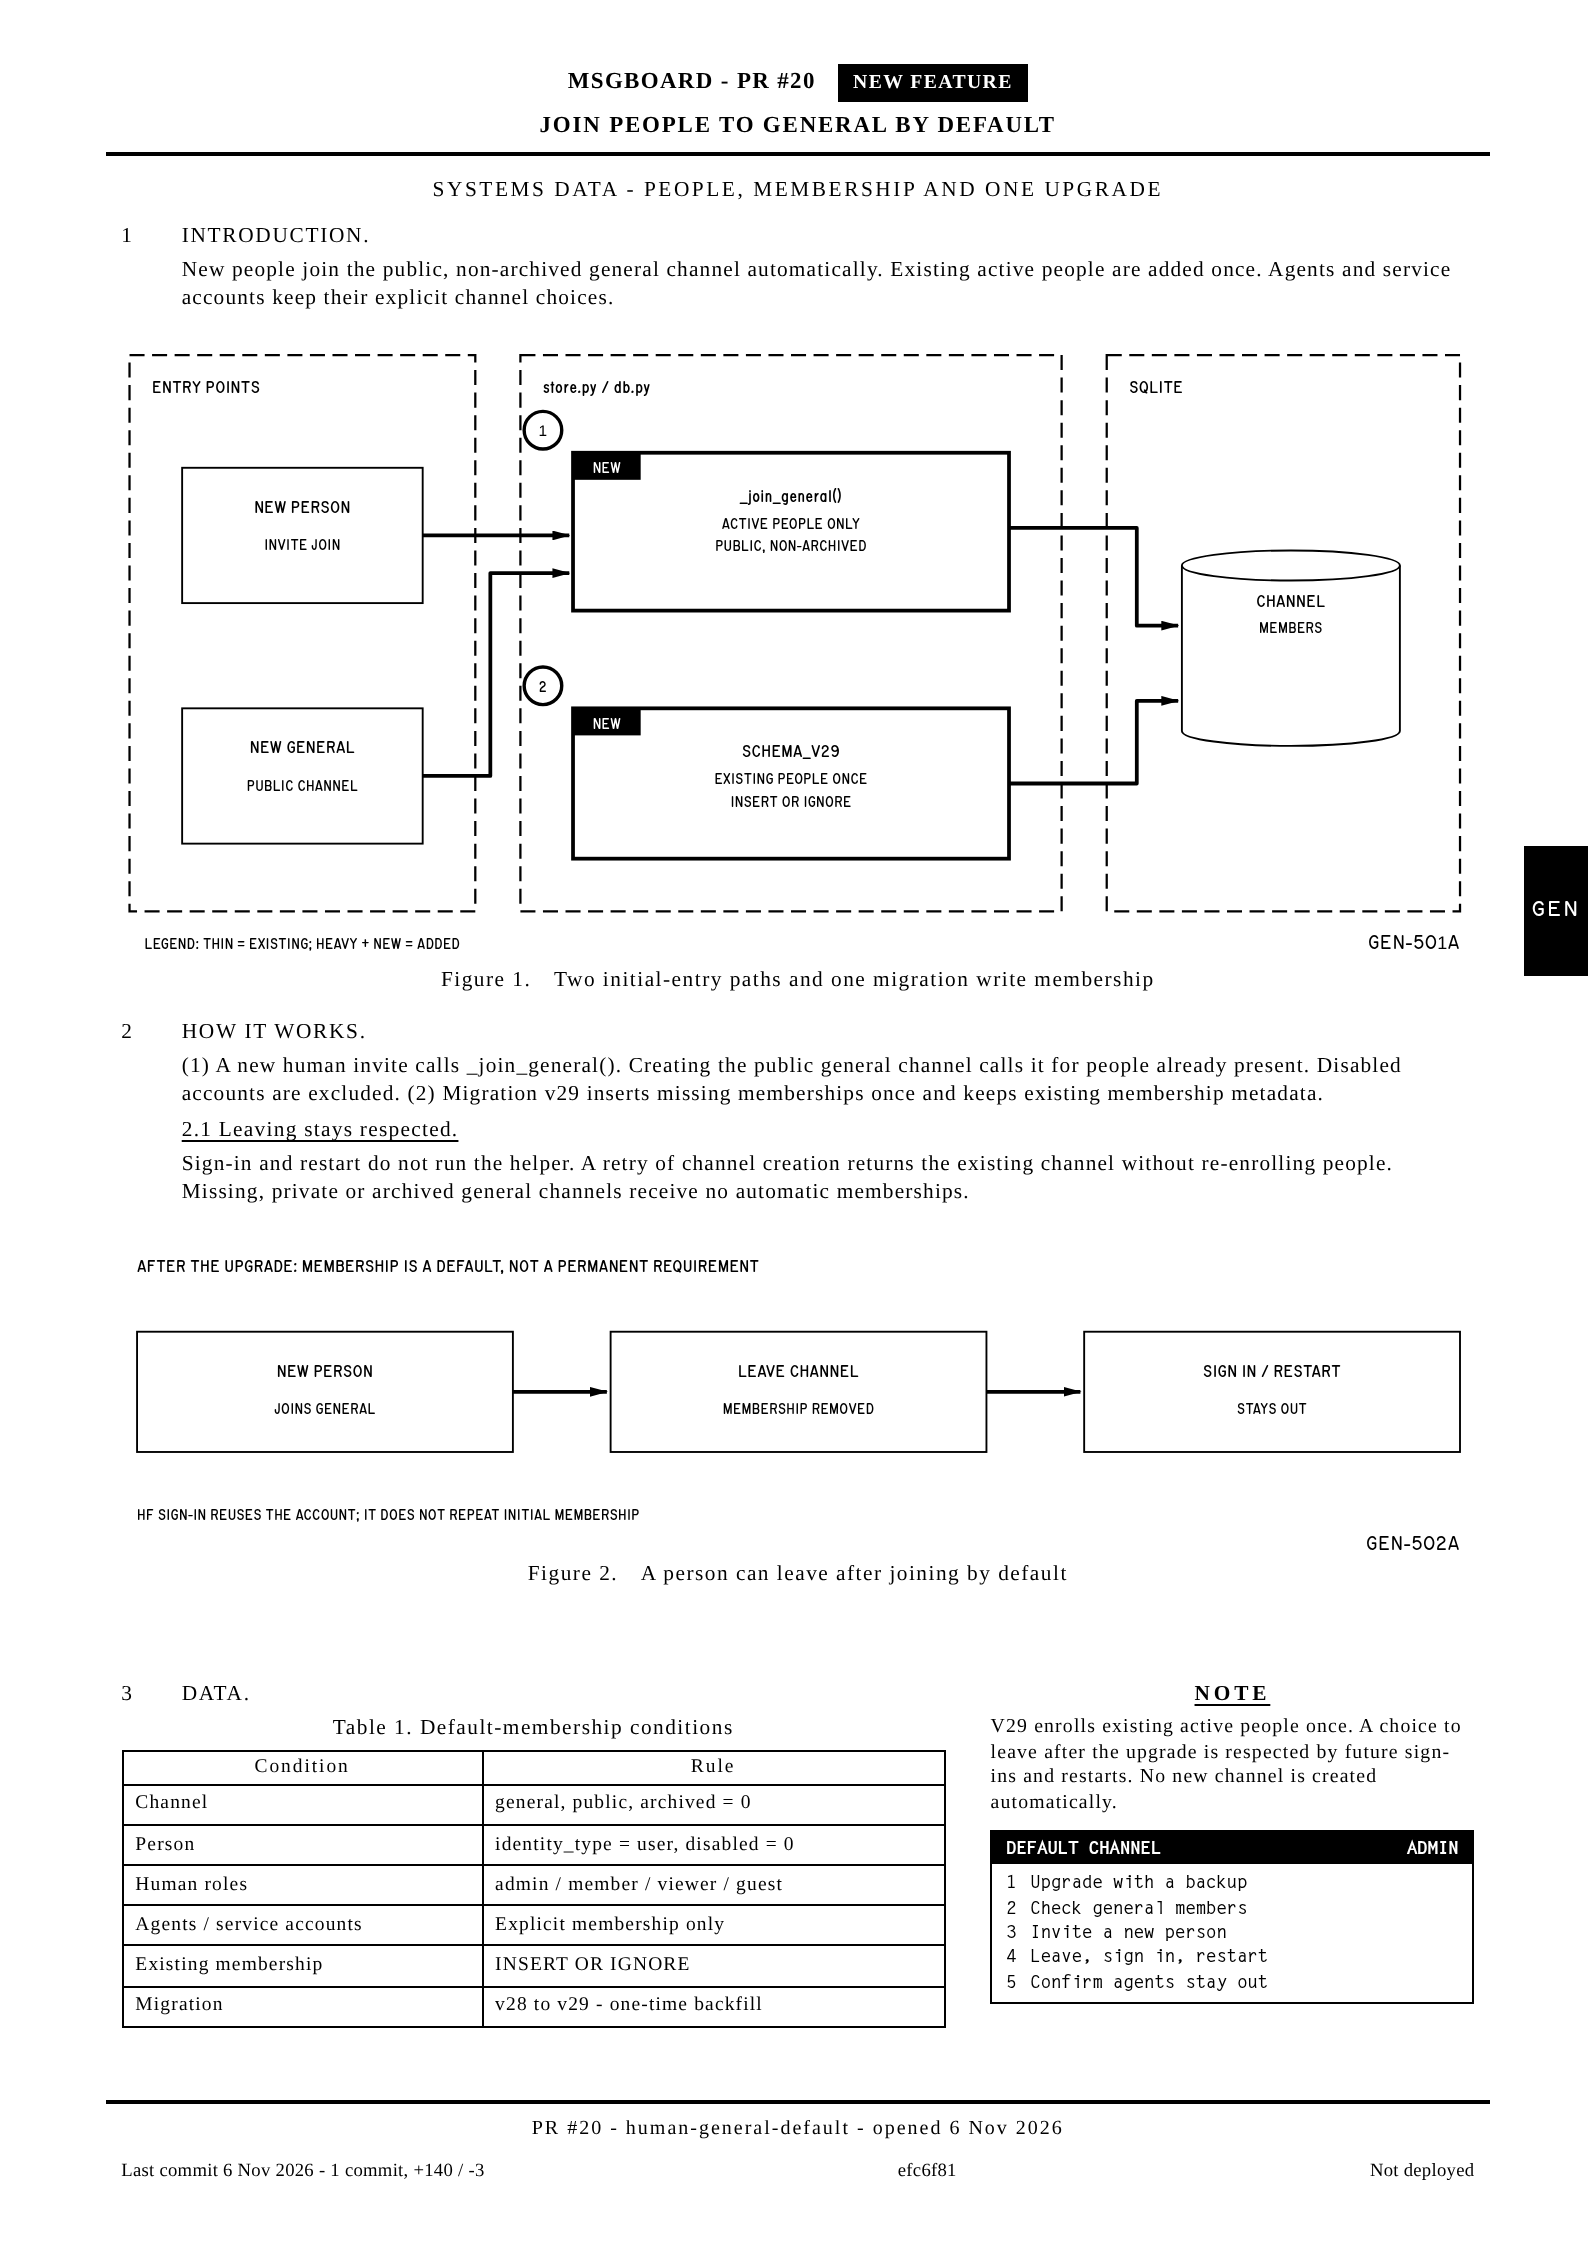 MSGBOARD - PR #20 NEW FEATURE
JOIN PEOPLE TO GENERAL BY DEFAULT
SYSTEMS DATA - PEOPLE, MEMBERSHIP AND ONE UPGRADE
1 INTRODUCTION.
New people join the public, non-archived general channel automatically. Existing active people are added once. Agents and service
accounts keep their explicit channel choices.
ENTRY POINTS
NEW PERSON
INVITE JOIN
NEW GENERAL
PUBLIC CHANNEL
store.py / db.py
1
NEW
_join_general()
ACTIVE PEOPLE ONLY
PUBLIC, NON-ARCHIVED
2
NEW
SCHEMA_V29
EXISTING PEOPLE ONCE
INSERT OR IGNORE
SQLITE
CHANNEL
MEMBERS
GEN
LEGEND: THIN = EXISTING; HEAVY + NEW = ADDED
GEN-501A
Figure 1. Two initial-entry paths and one migration write membership
2 HOW IT WORKS.
(1) A new human invite calls _join_general(). Creating the public general channel calls it for people already present. Disabled
accounts are excluded. (2) Migration v29 inserts missing memberships once and keeps existing membership metadata.
2.1 Leaving stays respected.
Sign-in and restart do not run the helper. A retry of channel creation returns the existing channel without re-enrolling people.
Missing, private or archived general channels receive no automatic memberships.
AFTER THE UPGRADE: MEMBERSHIP IS A DEFAULT, NOT A PERMANENT REQUIREMENT
NEW PERSON
JOINS GENERAL
LEAVE CHANNEL
MEMBERSHIP REMOVED
SIGN IN / RESTART
STAYS OUT
HF SIGN-IN REUSES THE ACCOUNT; IT DOES NOT REPEAT INITIAL MEMBERSHIP
GEN-502A
Figure 2. A person can leave after joining by default
3 DATA.
Table 1. Default-membership conditions
Condition Rule
Channel general, public, archived = 0
Person identity_type = user, disabled = 0
Human roles admin / member / viewer / guest
Agents / service accounts Explicit membership only
Existing membership INSERT OR IGNORE
Migration v28 to v29 - one-time backfill
NOTE
V29 enrolls existing active people once. A choice to
leave after the upgrade is respected by future sign-
ins and restarts. No new channel is created
automatically.
DEFAULT CHANNEL ADMIN
1 Upgrade with a backup
2 Check general members
3 Invite a new person
4 Leave, sign in, restart
5 Confirm agents stay out
PR #20 - human-general-default - opened 6 Nov 2026
Last commit 6 Nov 2026 - 1 commit, +140 / -3 efc6f81 Not deployed